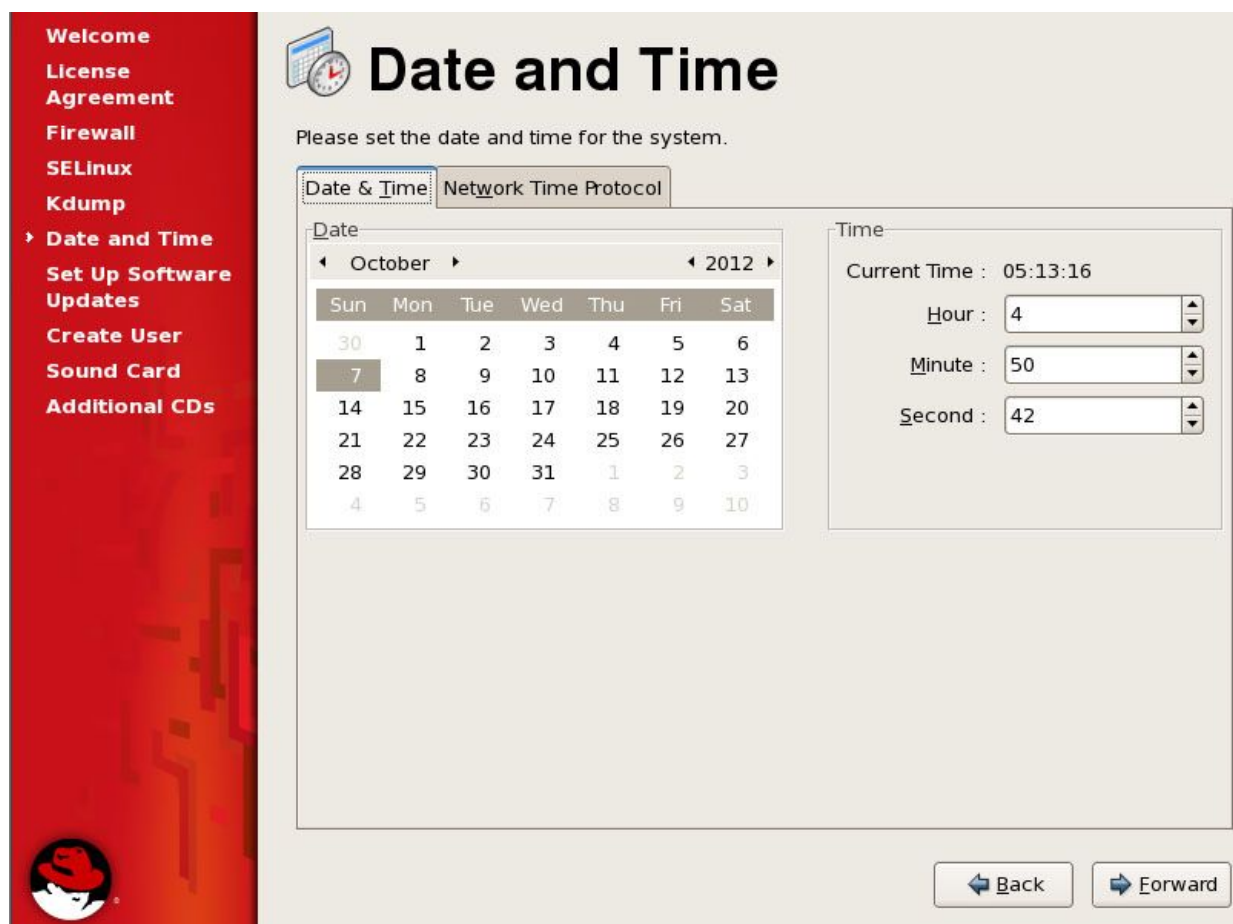 Welcome
License
Agreement
Firewall
SELinux
Kdump
Date and Time
Set Up Software
Updates
Create User
Sound Card
Additional CDs
Date and Time
Please set the date and time for the system.
Date & Time Network Time Protocol
Date
October 2012
Sun Mon Tue Wed Thu Fri Sat
30 1 2 3 4 5 6
7 8 9 10 11 12 13
14 15 16 17 18 19 20
21 22 23 24 25 26 27
28 29 30 31 1 2 3
4 5 6 7 8 9 10
Time
Current Time : 05:13:16
Hour : 4
Minute : 50
Second : 42
Back Forward